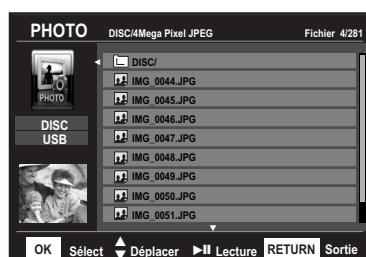 PHOTO DISC/4Mega Pixel JPEG Fichier 4/281
DISC/
IMG_0044.JPG
IMG_0045.JPG
IMG_0046.JPG
IMG_0047.JPG
IMG_0048.JPG
IMG_0049.JPG
IMG_0050.JPG
IMG_0051.JPG
PHOTO
DISC
USB
OK Sélect Déplacer Lecture RETURN Sortie